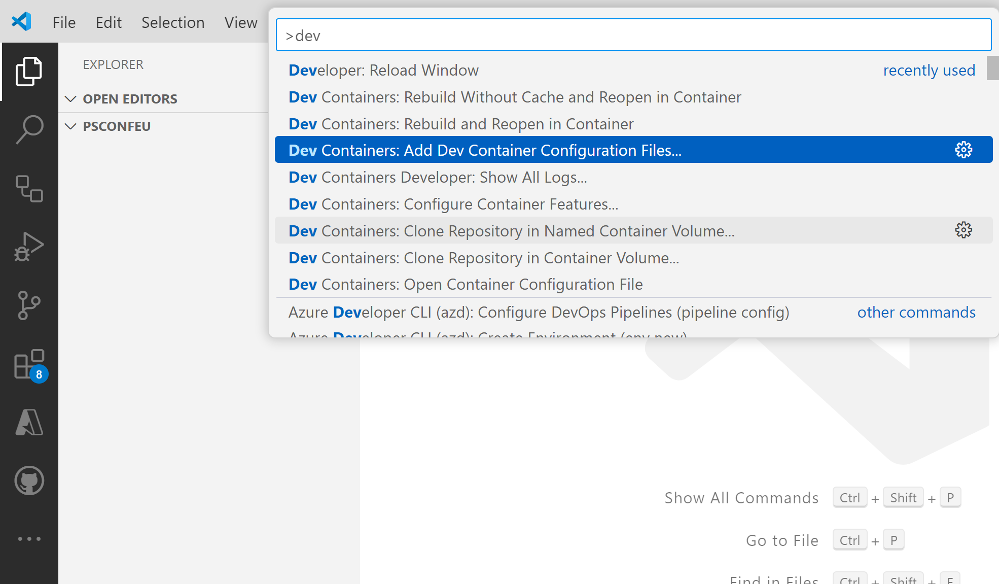 File Edit Selection View
>dev
EXPLORER
OPEN EDITORS
PSCONFEU
Developer: Reload Window recently used
Dev Containers: Rebuild Without Cache and Reopen in Container
Dev Containers: Rebuild and Reopen in Container
Dev Containers: Add Dev Container Configuration Files...
Dev Containers Developer: Show All Logs...
Dev Containers: Configure Container Features...
Dev Containers: Clone Repository in Named Container Volume...
Dev Containers: Clone Repository in Container Volume...
Dev Containers: Open Container Configuration File
Azure Developer CLI (azd): Configure DevOps Pipelines (pipeline config) other commands
Azure Developer CLI (azd): Create Environment (env new)
8
Show All Commands Ctrl + Shift + P
Go to File Ctrl + P
Find in Files Ctrl + Shift + F